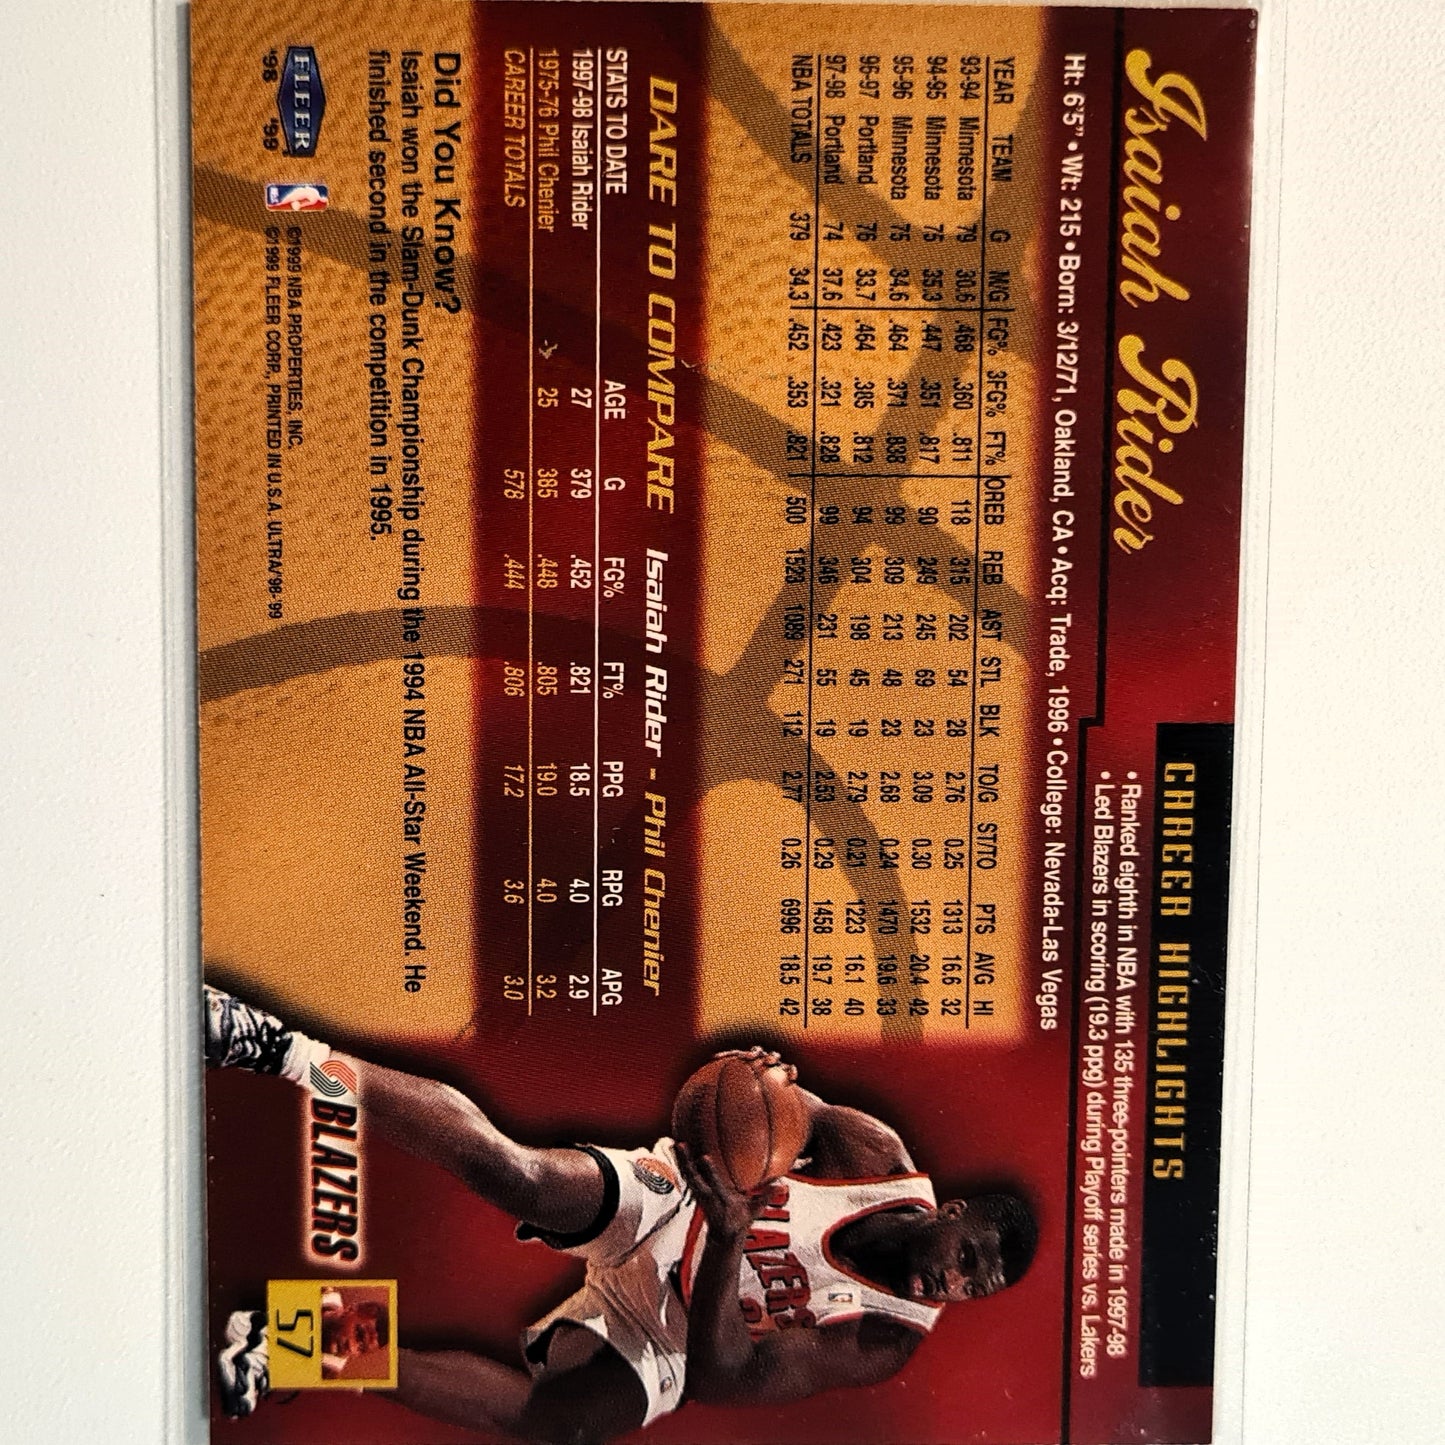 Isaiah Rider
CAREER HIGHLIGHTS
• Ranked eighth in NBA with 135 three-pointers made in 1997-98
• Led Blazers in scoring (19.3 ppg) during Playoff series vs. Lakers
Ht: 6'5" • Wt: 215 • Born: 3/12/71, Oakland, CA • Acq: Trade, 1996 • College: Nevada-Las Vegas
YEAR TEAM G M/G FG% 3FG% FT% OREB REB AST STL BLK TO/G ST/TO PTS AVG HI
93-94 Minnesota 79 30.6 .468 .360 .811 118 315 202 54 28 2.76 0.25 1313 16.6 32
94-95 Minnesota 75 35.3 .447 .351 .817 90 249 245 69 23 3.09 0.30 1532 20.4 42
95-96 Minnesota 75 34.6 .464 .371 .838 99 309 213 48 23 2.68 0.24 1470 19.6 33
96-97 Portland 76 33.7 .464 .385 .812 94 304 198 45 19 2.79 0.21 1223 16.1 40
97-98 Portland 74 37.6 .423 .321 .828 99 346 231 55 19 2.53 0.29 1458 19.7 38
NBA TOTALS 379 34.3 .452 .353 .821 500 1523 1089 271 112 2.77 0.26 6996 18.5 42
DARE TO COMPARE Isaiah Rider - Phil Chenier
STATS TO DATE AGE G FG% FT% PPG RPG APG
1997-98 Isaiah Rider 27 379 .452 .821 18.5 4.0 2.9
1975-76 Phil Chenier 25 385 .448 .805 19.0 4.0 3.2
CAREER TOTALS 578 .444 .806 17.2 3.6 3.0
Did You Know?
Isaiah won the Slam-Dunk Championship during the 1994 NBA All-Star Weekend. He
finished second in the competition in 1995.
FLEER
'98 '99
©1999 NBA PROPERTIES, INC.
©1999 FLEER CORP., PRINTED IN U.S.A. ULTRA/'98-'99
BLAZERS
BLAZERS
57